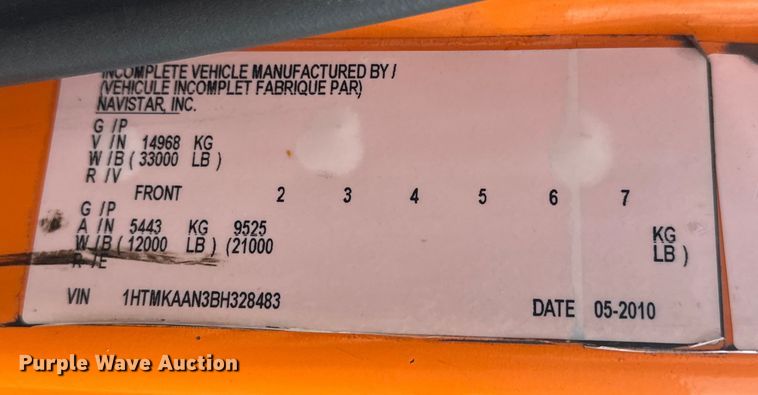 INCOMPLETE VEHICLE MANUFACTURED BY /
(VEHICULE INCOMPLET FABRIQUE PAR)
NAVISTAR, INC.
G /P
V /N 14968 KG
W /B ( 33000 LB )
R /V
FRONT 2 3 4 5 6 7
G /P
A /N 5443 KG 9525 KG
W /B ( 12000 LB ) (21000 LB )
R /E
VIN 1HTMKAAN3BH328483 DATE 05-2010
Purple Wave Auction